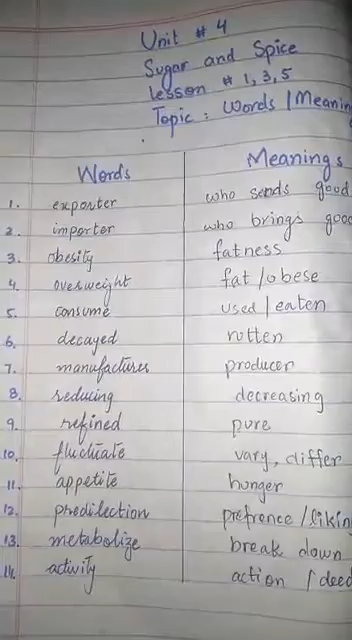 Unit # 4
Sugar and Spice
lesson # 1, 3, 5
Topic : Words / Meaning
Words Meanings
1. exporter who sends good
2. importer who brings goo
3. obesity fatness
4. overweight fat / obese
5. consume used / eaten
6. decayed rotten
7. manufactures producer
8. reducing decreasing
9. refined pure
10. fluctuate vary, differ
11. appetite hunger
12. predilection prefrence / likin
13. metabolize break down
14. activity action / deed